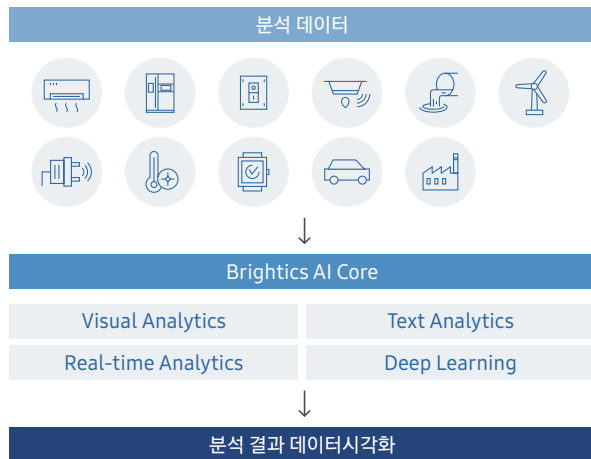 분석 데이터
Brightics AI Core
Visual Analytics
Text Analytics
Real-time Analytics
Deep Learning
분석 결과 데이터시각화